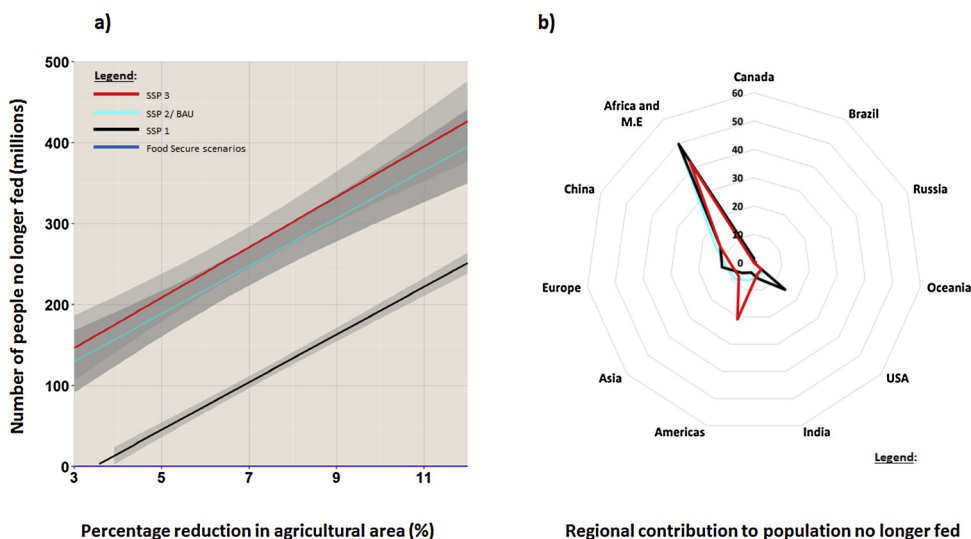 a)
Number of people no longer fed (millions)
500
400
300
200
100
0
Legend:
SSP 3
SSP 2/ BAU
SSP 1
Food Secure scenarios
3
5
7
9
11
Percentage reduction in agricultural area (%)
b)
Canada
Brazil
Russia
Oceania
USA
India
Americas
Asia
Europe
China
Africa and
M.E
60
50
40
30
20
10
0
Legend:
Regional contribution to population no longer fed